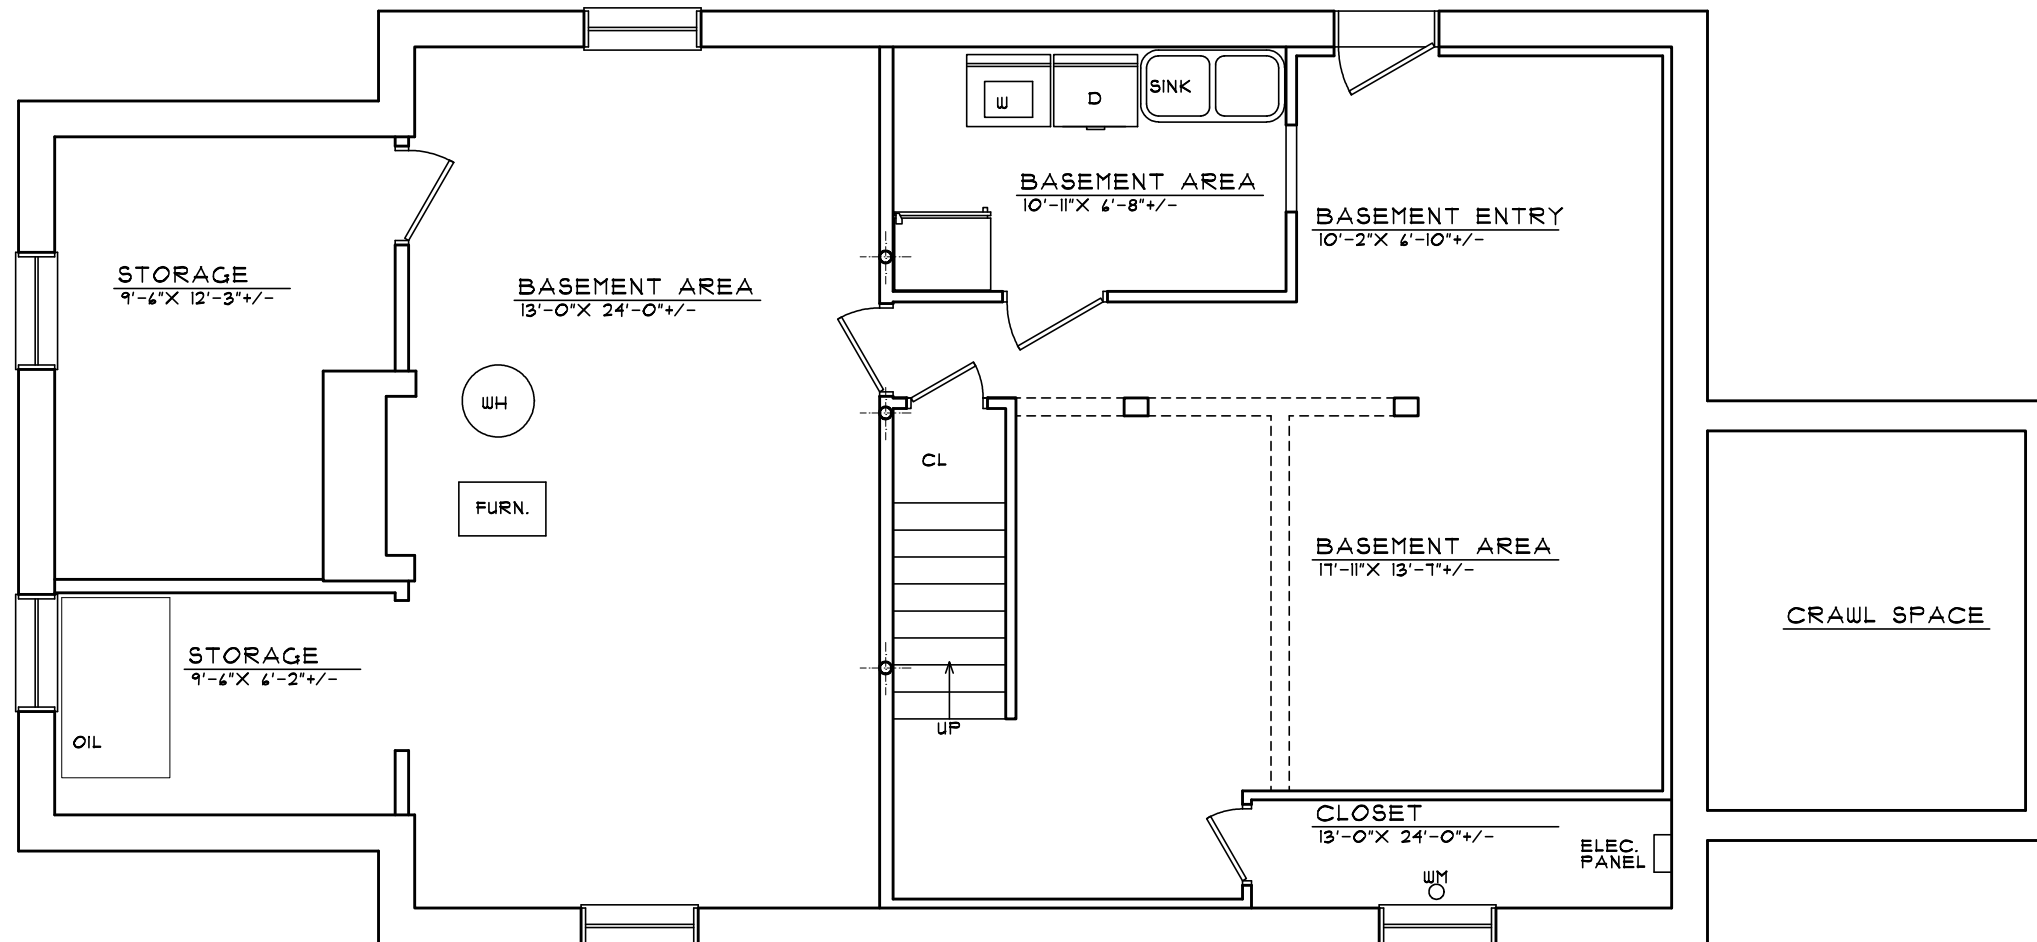 W
D
SINK
BASEMENT AREA
10'-11"X 6'-8"+/-
BASEMENT ENTRY
10'-2"X 6'-10"+/-
STORAGE
9'-6"X 12'-3"+/-
BASEMENT AREA
13'-0"X 24'-0"+/-
WH
CL
FURN.
BASEMENT AREA
17'-11"X 13'-7"+/-
CRAWL SPACE
STORAGE
9'-6"X 6'-2"+/-
OIL
UP
CLOSET
13'-0"X 24'-0"+/-
ELEC.
PANEL
WM